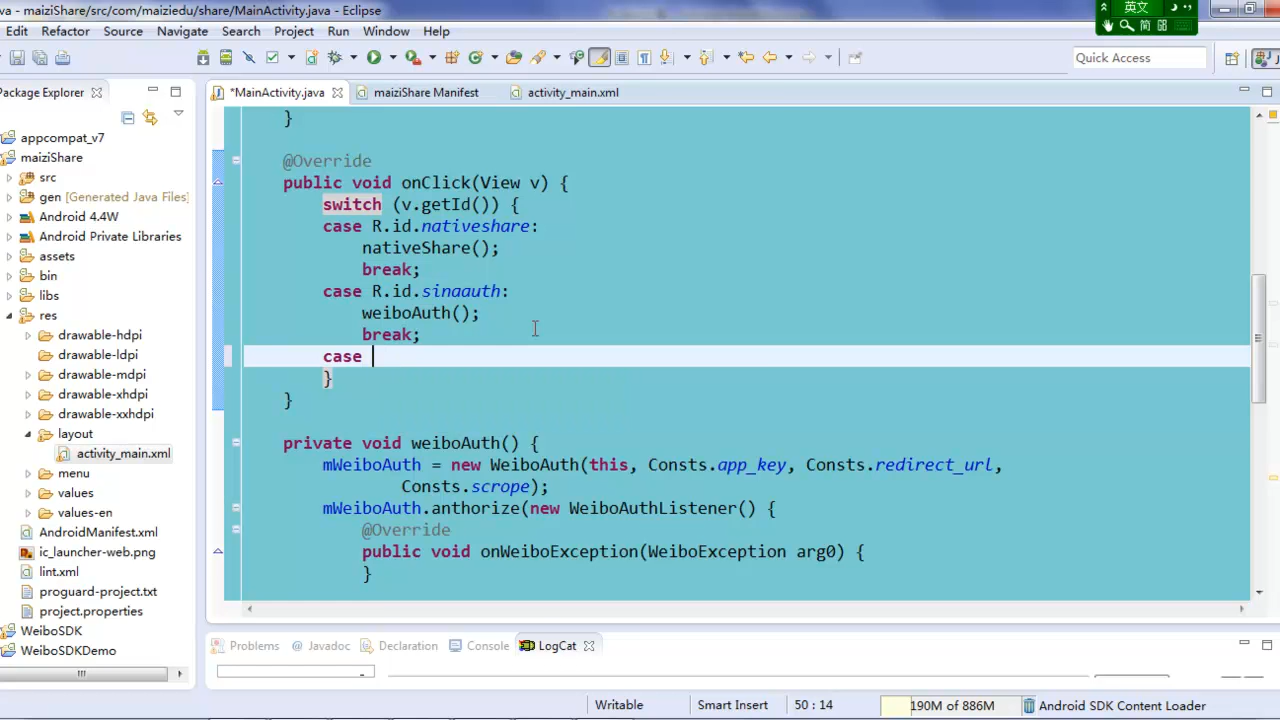 va - maiziShare/src/com/maiziedu/share/MainActivity.java - Eclipse
英文
简
Edit Refactor Source Navigate Search Project Run Window Help
Quick Access
Package Explorer
*MainActivity.java
maiziShare Manifest
activity_main.xml
appcompat_v7
maiziShare
src
gen [Generated Java Files]
Android 4.4W
Android Private Libraries
assets
bin
libs
res
drawable-hdpi
drawable-ldpi
drawable-mdpi
drawable-xhdpi
drawable-xxhdpi
layout
activity_main.xml
menu
values
values-en
AndroidManifest.xml
ic_launcher-web.png
lint.xml
proguard-project.txt
project.properties
WeiboSDK
WeiboSDKDemo
}
@Override
public void onClick(View v) {
switch (v.getId()) {
case R.id.nativeshare:
nativeShare();
break;
case R.id.sinaauth:
weiboAuth();
break;
case
}
}
private void weiboAuth() {
mWeiboAuth = new WeiboAuth(this, Consts.app_key, Consts.redirect_url,
Consts.scrope);
mWeiboAuth.anthorize(new WeiboAuthListener() {
@Override
public void onWeiboException(WeiboException arg0) {
}
Problems @ Javadoc Declaration Console LogCat
Writable Smart Insert 50 : 14 190M of 886M Android SDK Content Loader